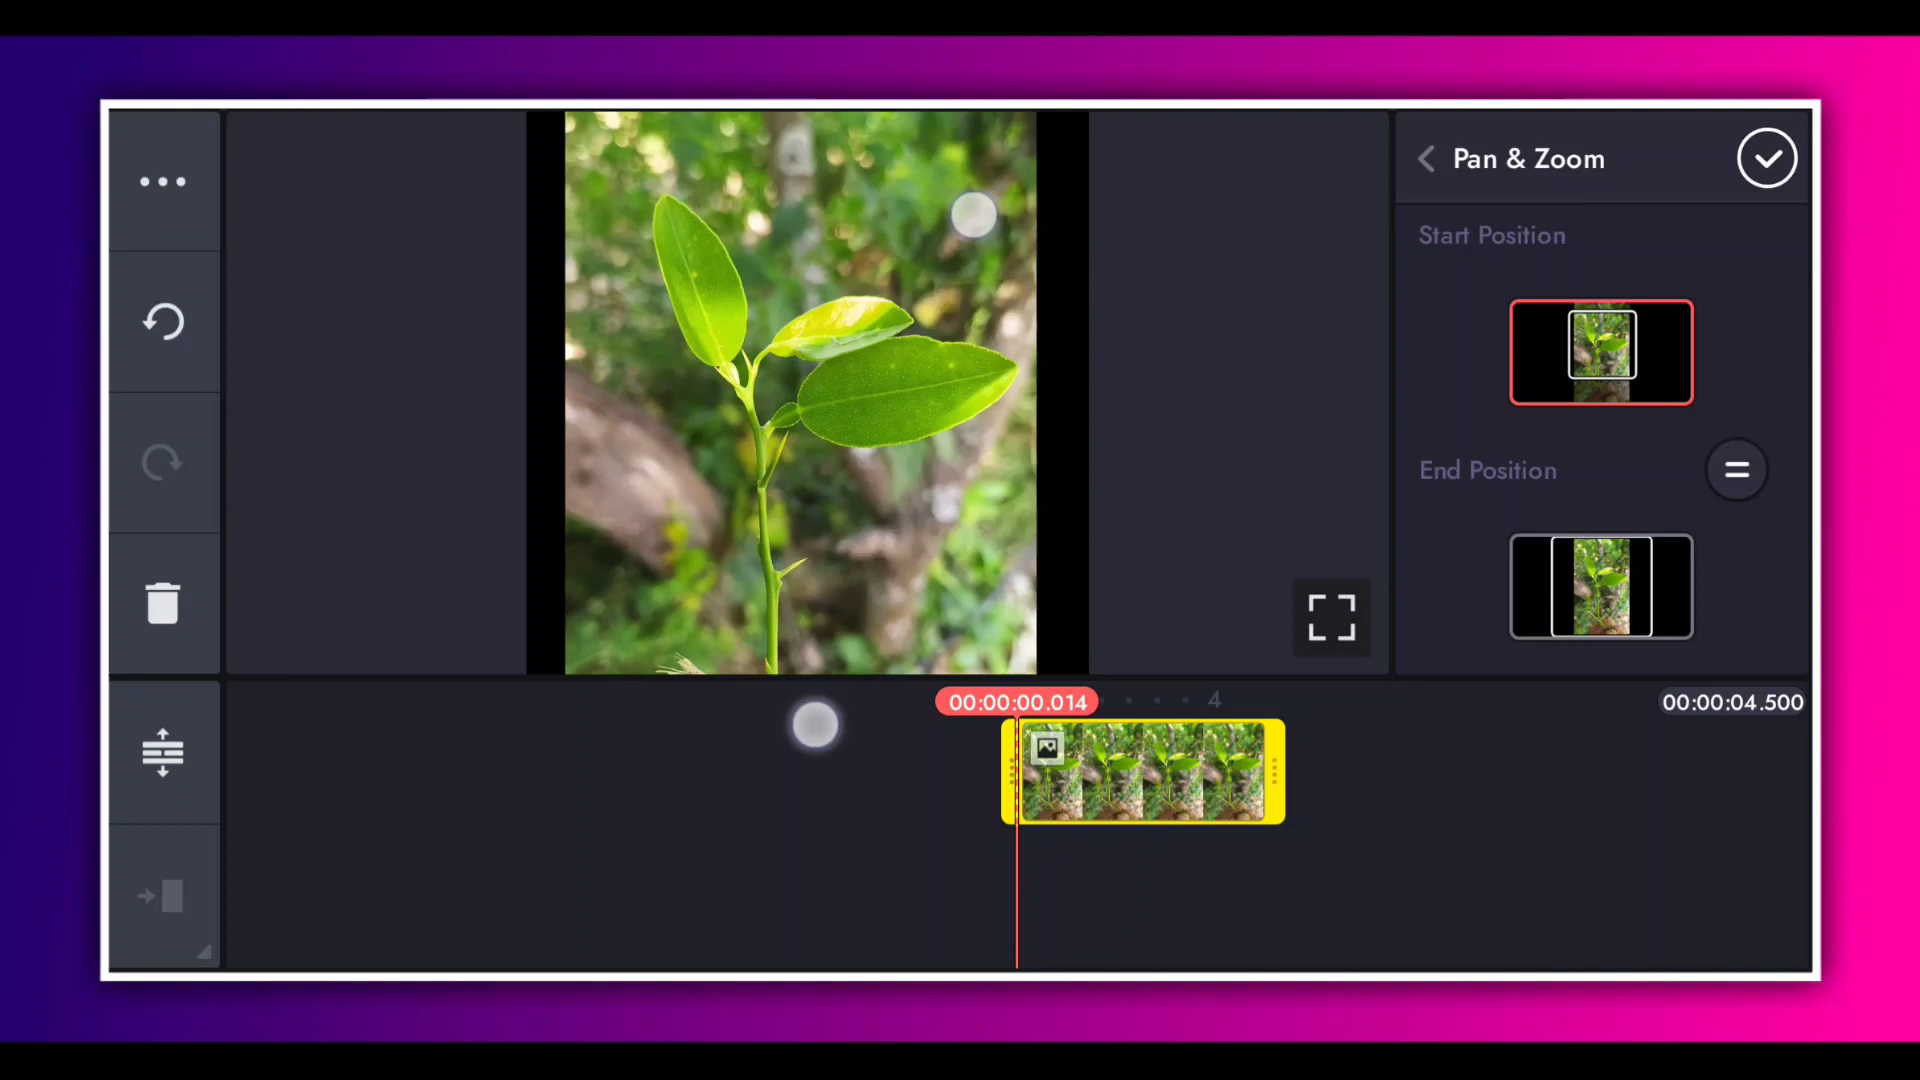 Pan & Zoom
Start Position
End Position
00:00:00.014
4
00:00:04.500